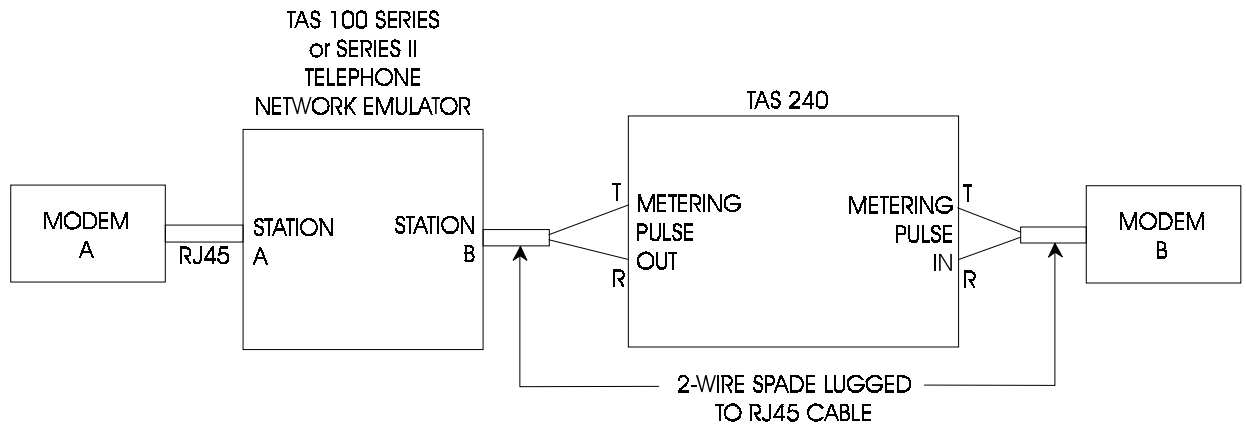 TAS 100 SERIES
or SERIES II
TELEPHONE
NETWORK EMULATOR
TAS 240
MODEM
A
RJ45
STATION
A
STATION
B
T
R
METERING
PULSE
OUT
METERING
PULSE
IN
T
R
MODEM
B
2-WIRE SPADE LUGGED
TO RJ45 CABLE